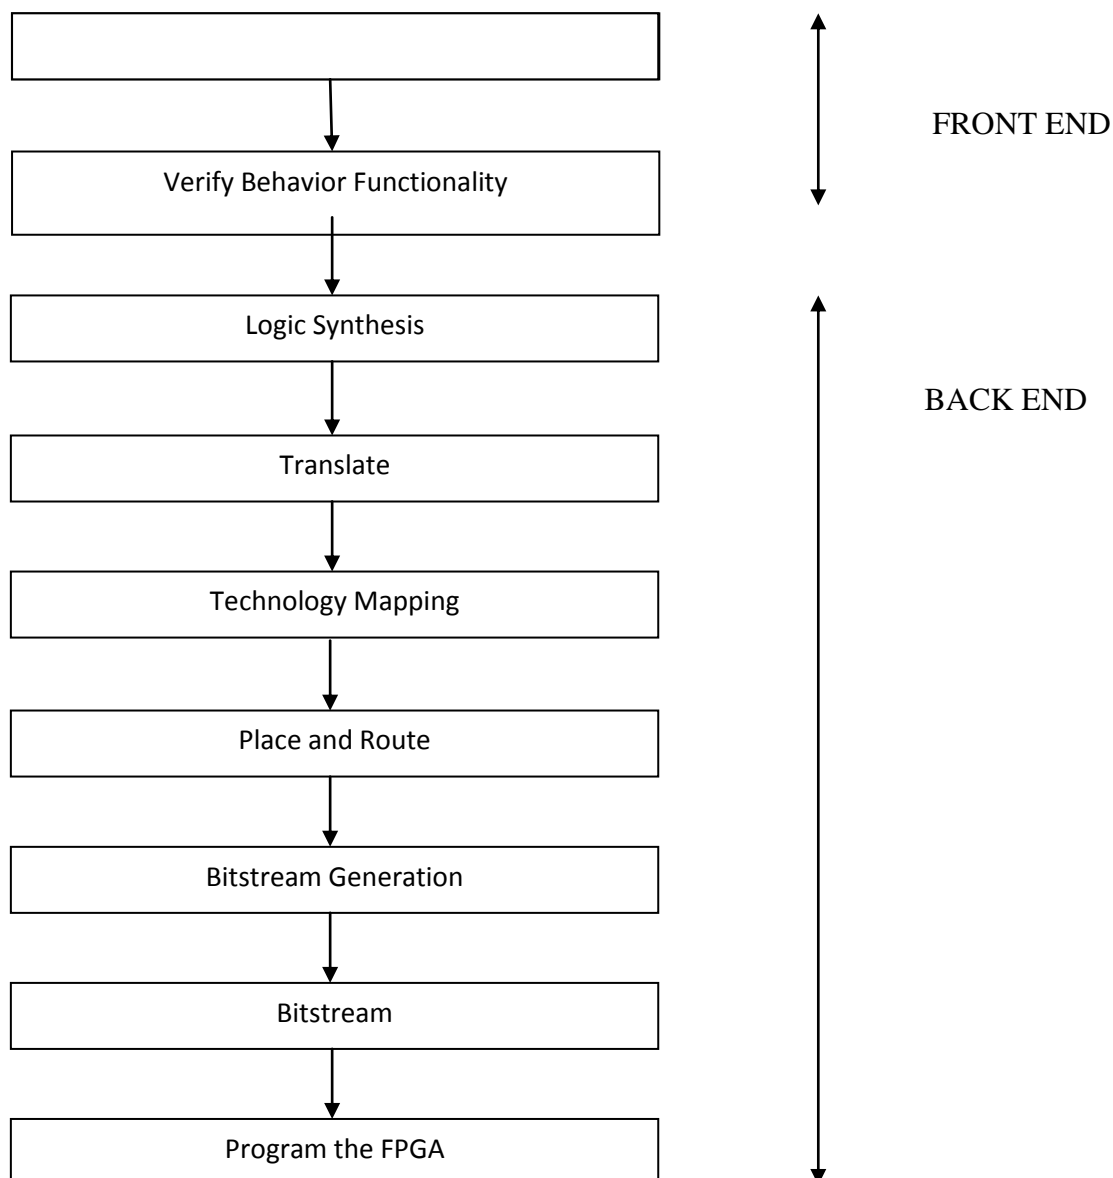 FRONT END
Verify Behavior Functionality
Logic Synthesis
BACK END
Translate
Technology Mapping
Place and Route
Bitstream Generation
Bitstream
Program the FPGA